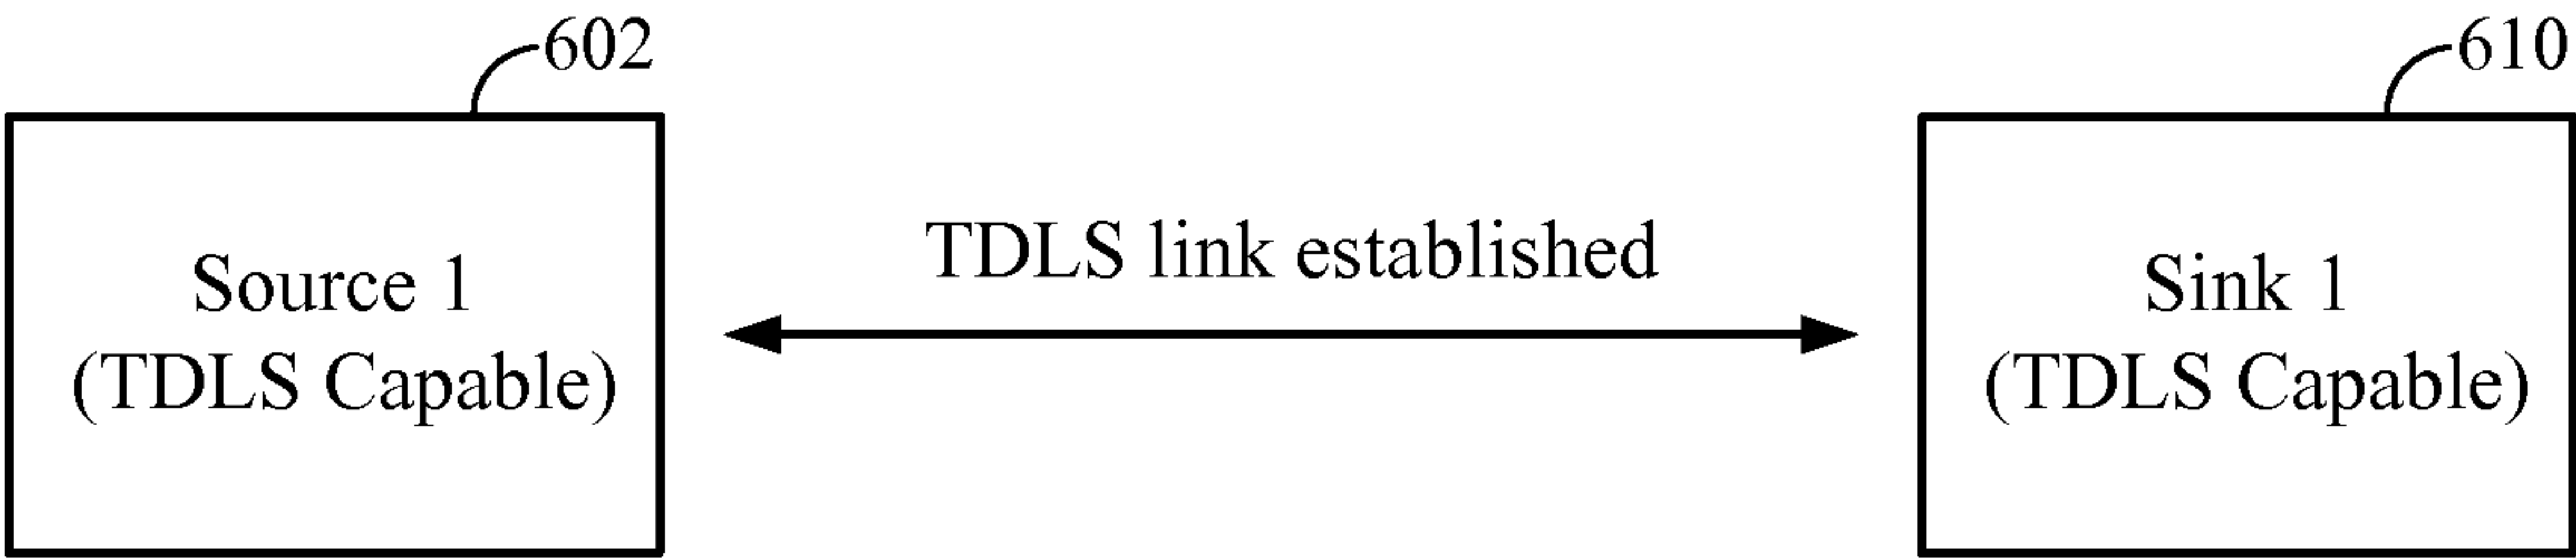 602
610
TDLS link established
Source 1
(TDLS Capable)
Sink 1
(TDLS Capable)